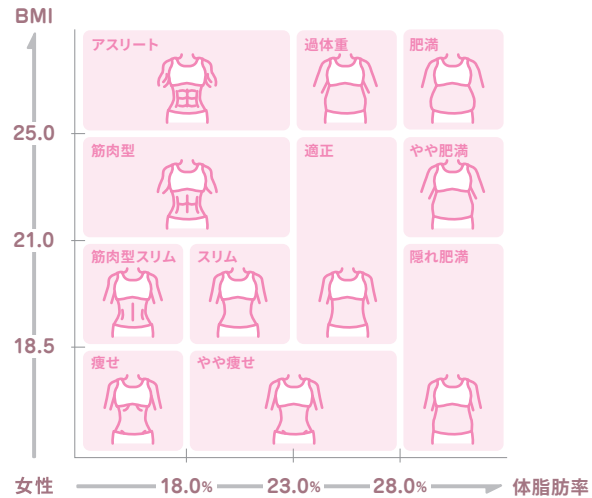 BMI
アスリート
過体重
肥満
25.0
筋肉型
適正
やや肥満
21.0
筋肉型スリム
スリム
隠れ肥満
18.5
痩せ
やや痩せ
女性
18.0%
23.0%
28.0%
体脂肪率